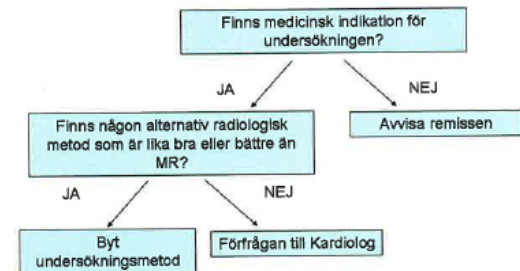 Finns medicinsk indikation för
undersökningen?
JA
NEJ
Finns någon alternativ radiologisk
metod som är lika bra eller bättre än
MR?
Avvisa remissen
JA
NEJ
Byt
undersökningsmetod
Förfrågan till Kardiolog